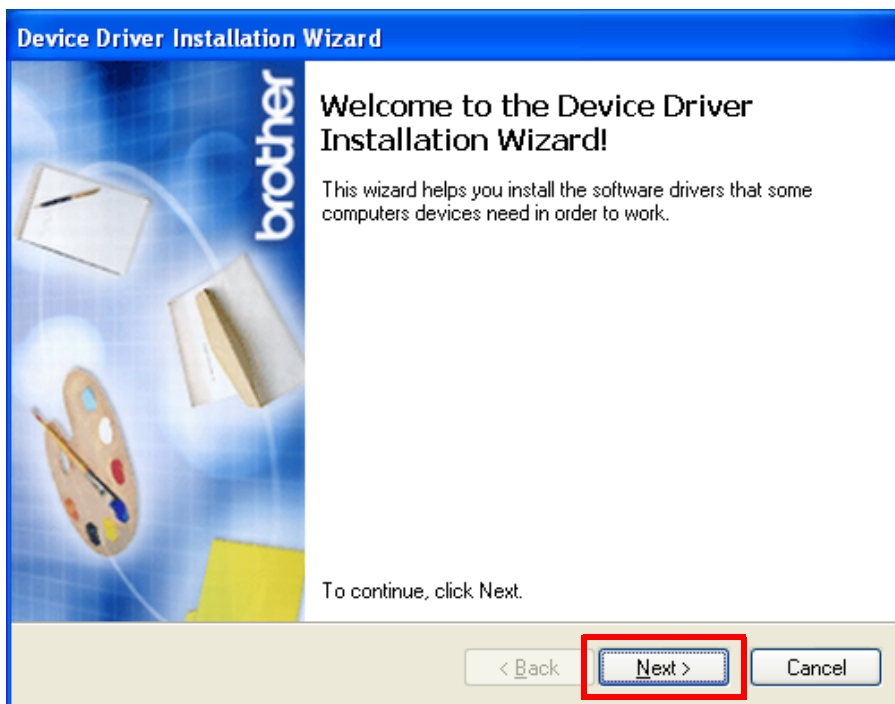 Device Driver Installation Wizard
brother
Welcome to the Device Driver
Installation Wizard!
This wizard helps you install the software drivers that some
computers devices need in order to work.
To continue, click Next.
< Back
Next >
Cancel